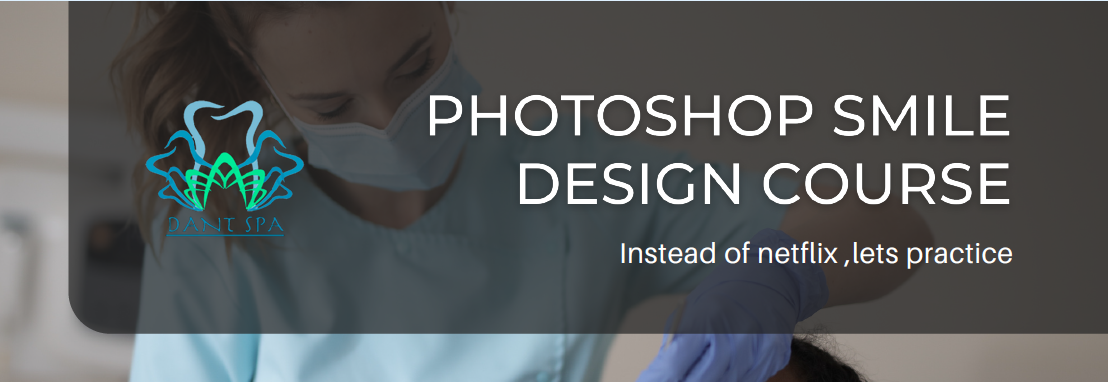 PHOTOSHOP SMILE
DESIGN COURSE
DANT SPA
Instead of netflix ,lets practice